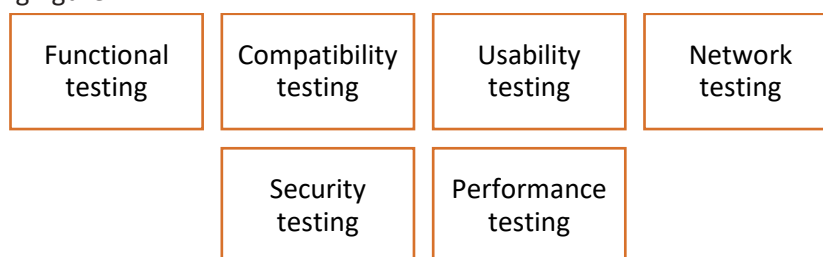 Functional
testing
Compatibility
testing
Usability
testing
Network
testing
Security
testing
Performance
testing